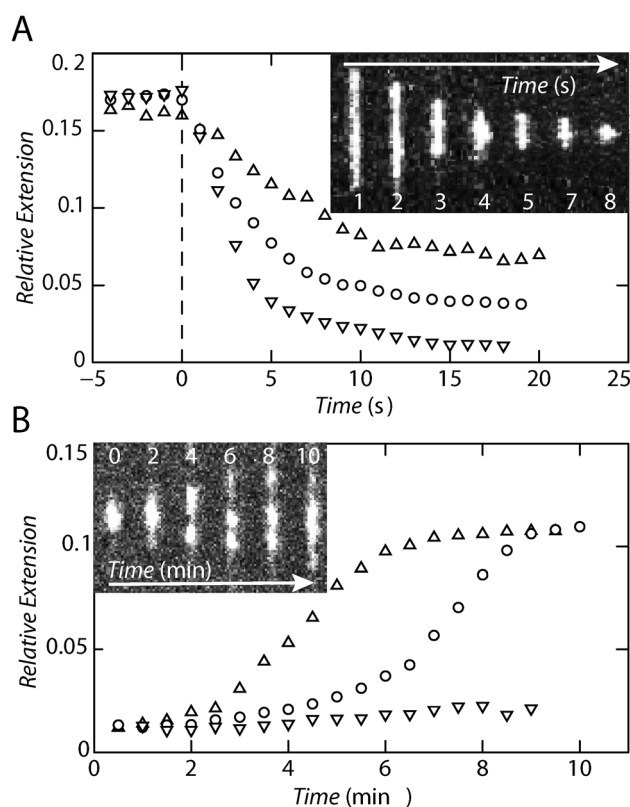 A
0.2
0.15
0.1
0.05
0
Relative Extension
Time (s)
1 2 3 4 5 7 8
−5 0 5 10 15 20 25
Time (s)
B
0.15
0.1
0.05
0
Relative Extension
0 2 4 6 8 10
Time (min)
0 2 4 6 8 10
Time (min